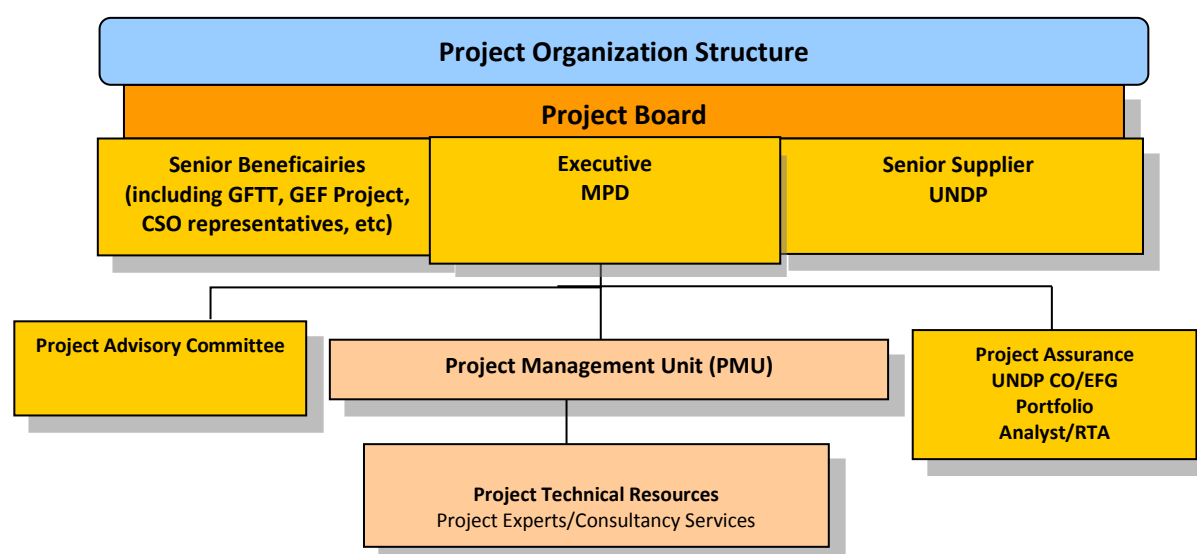 Project Organization Structure
Project Board
Senior Beneficairies
(including GFTT, GEF Project,
CSO representatives, etc)
Executive
MPD
Senior Supplier
UNDP
Project Advisory Committee
Project Management Unit (PMU)
Project Assurance
UNDP CO/EFG
Portfolio
Analyst/RTA
Project Technical Resources
Project Experts/Consultancy Services